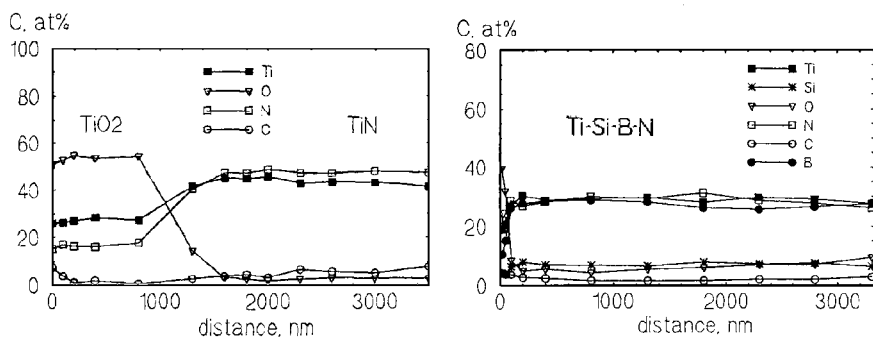 C, at%
100
80
60
40
20
0
0
1000
2000
3000
distance, nm
TiO2
TiN
Ti
O
N
C
C, at%
80
60
40
20
0
0
1000
2000
3000
distance, nm
Ti-Si-B-N
Ti
Si
O
N
C
B